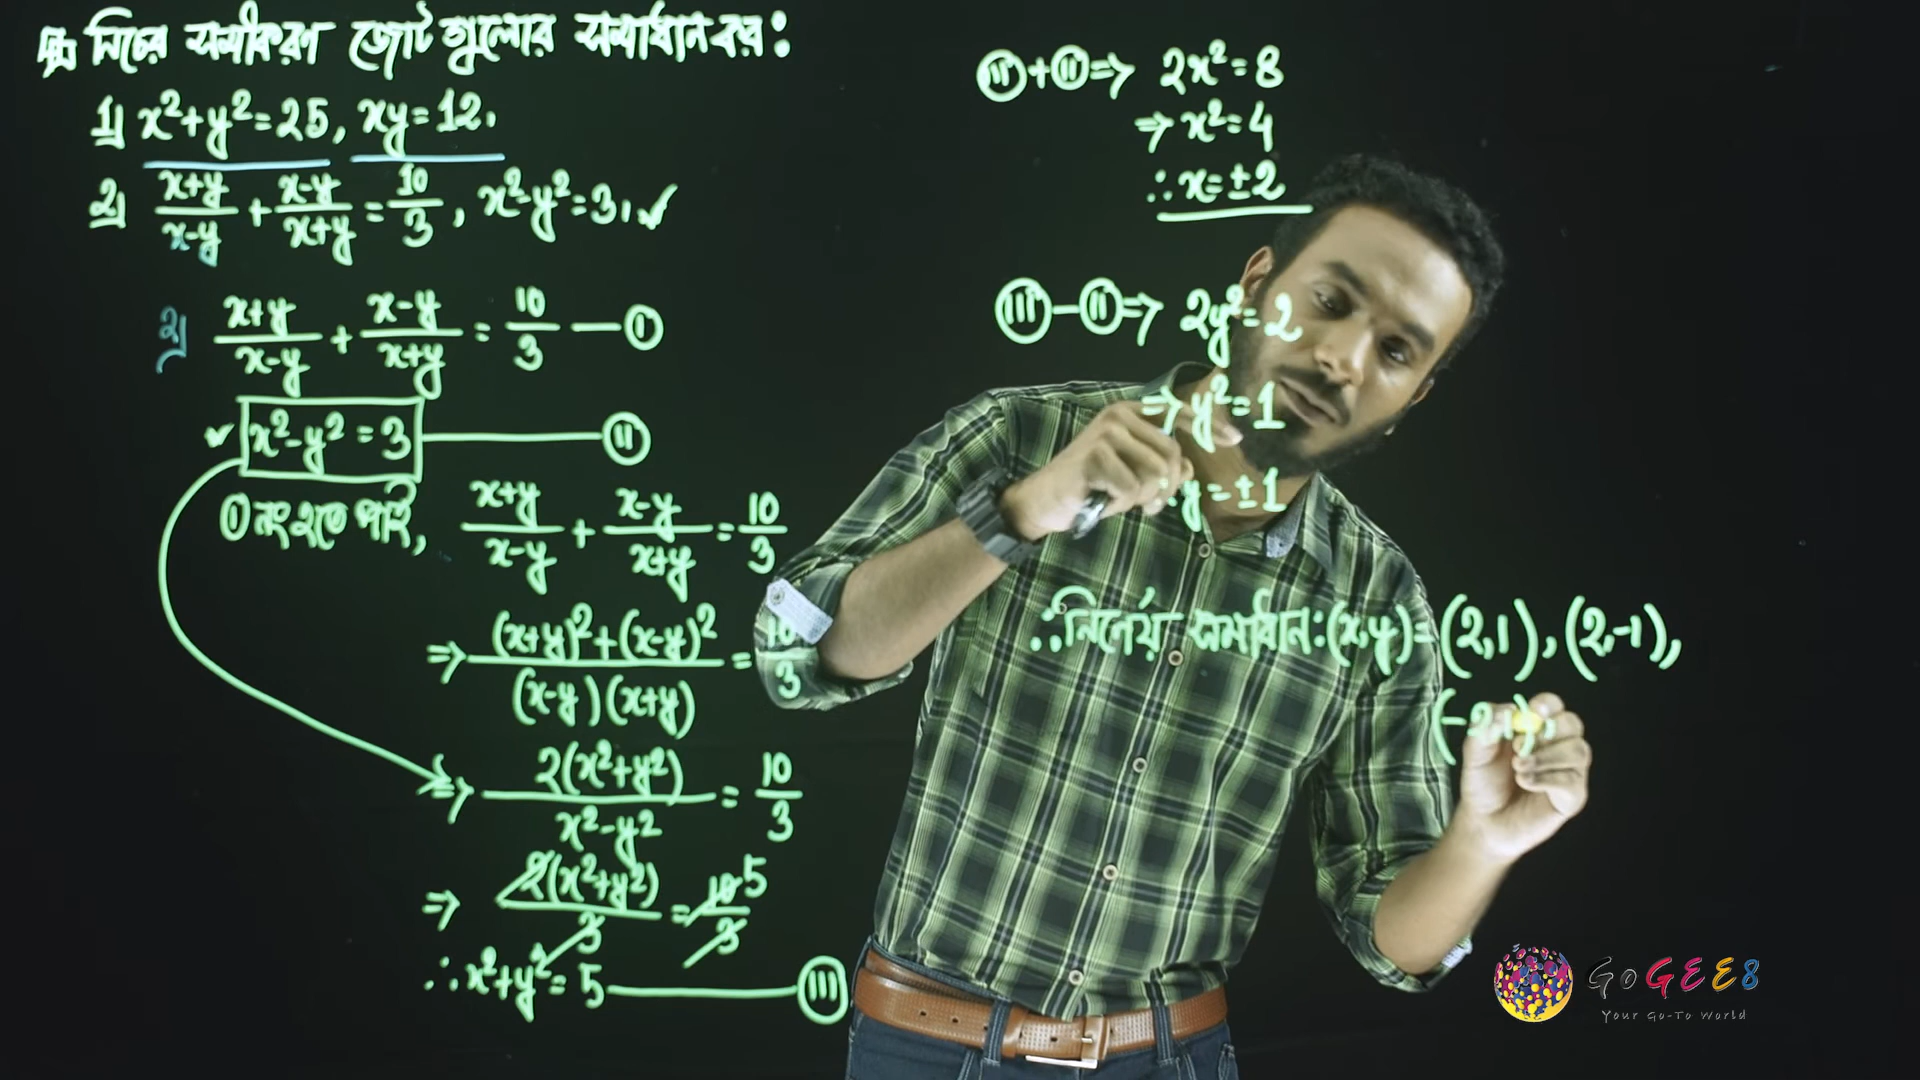 নিচের সমীকরণ জোটগুলোর সমাধান কর:
1) x²+y²=25, xy=12.
2) (x+y)/(x-y) + (x-y)/(x+y) = 10/3, x²-y²=3. ✓
2) (x+y)/(x-y) + (x-y)/(x+y) = 10/3 — (I)
✓ x²-y²=3 — (II)
(I) নং হতে পাই, (x+y)/(x-y) + (x-y)/(x+y) = 10/3
⇒ ((x+y)²+(x-y)²)/((x-y)(x+y)) = 10/3
⇒ 2(x²+y²)/(x²-y²) = 10/3
⇒ 2(x²+y²)/3 = 10/3 5
∴ x²+y²=5 — (III)
(III)+(II)⇒ 2x²=8
⇒ x²=4
∴ x=±2
(III)-(II)⇒ 2y²=2
⇒ y²=1
∴ y=±1
∴ নির্ণেয় সমাধান: (x,y)=(2,1), (2,-1),
(-2,1),
GoGEE8
Your Go-To World